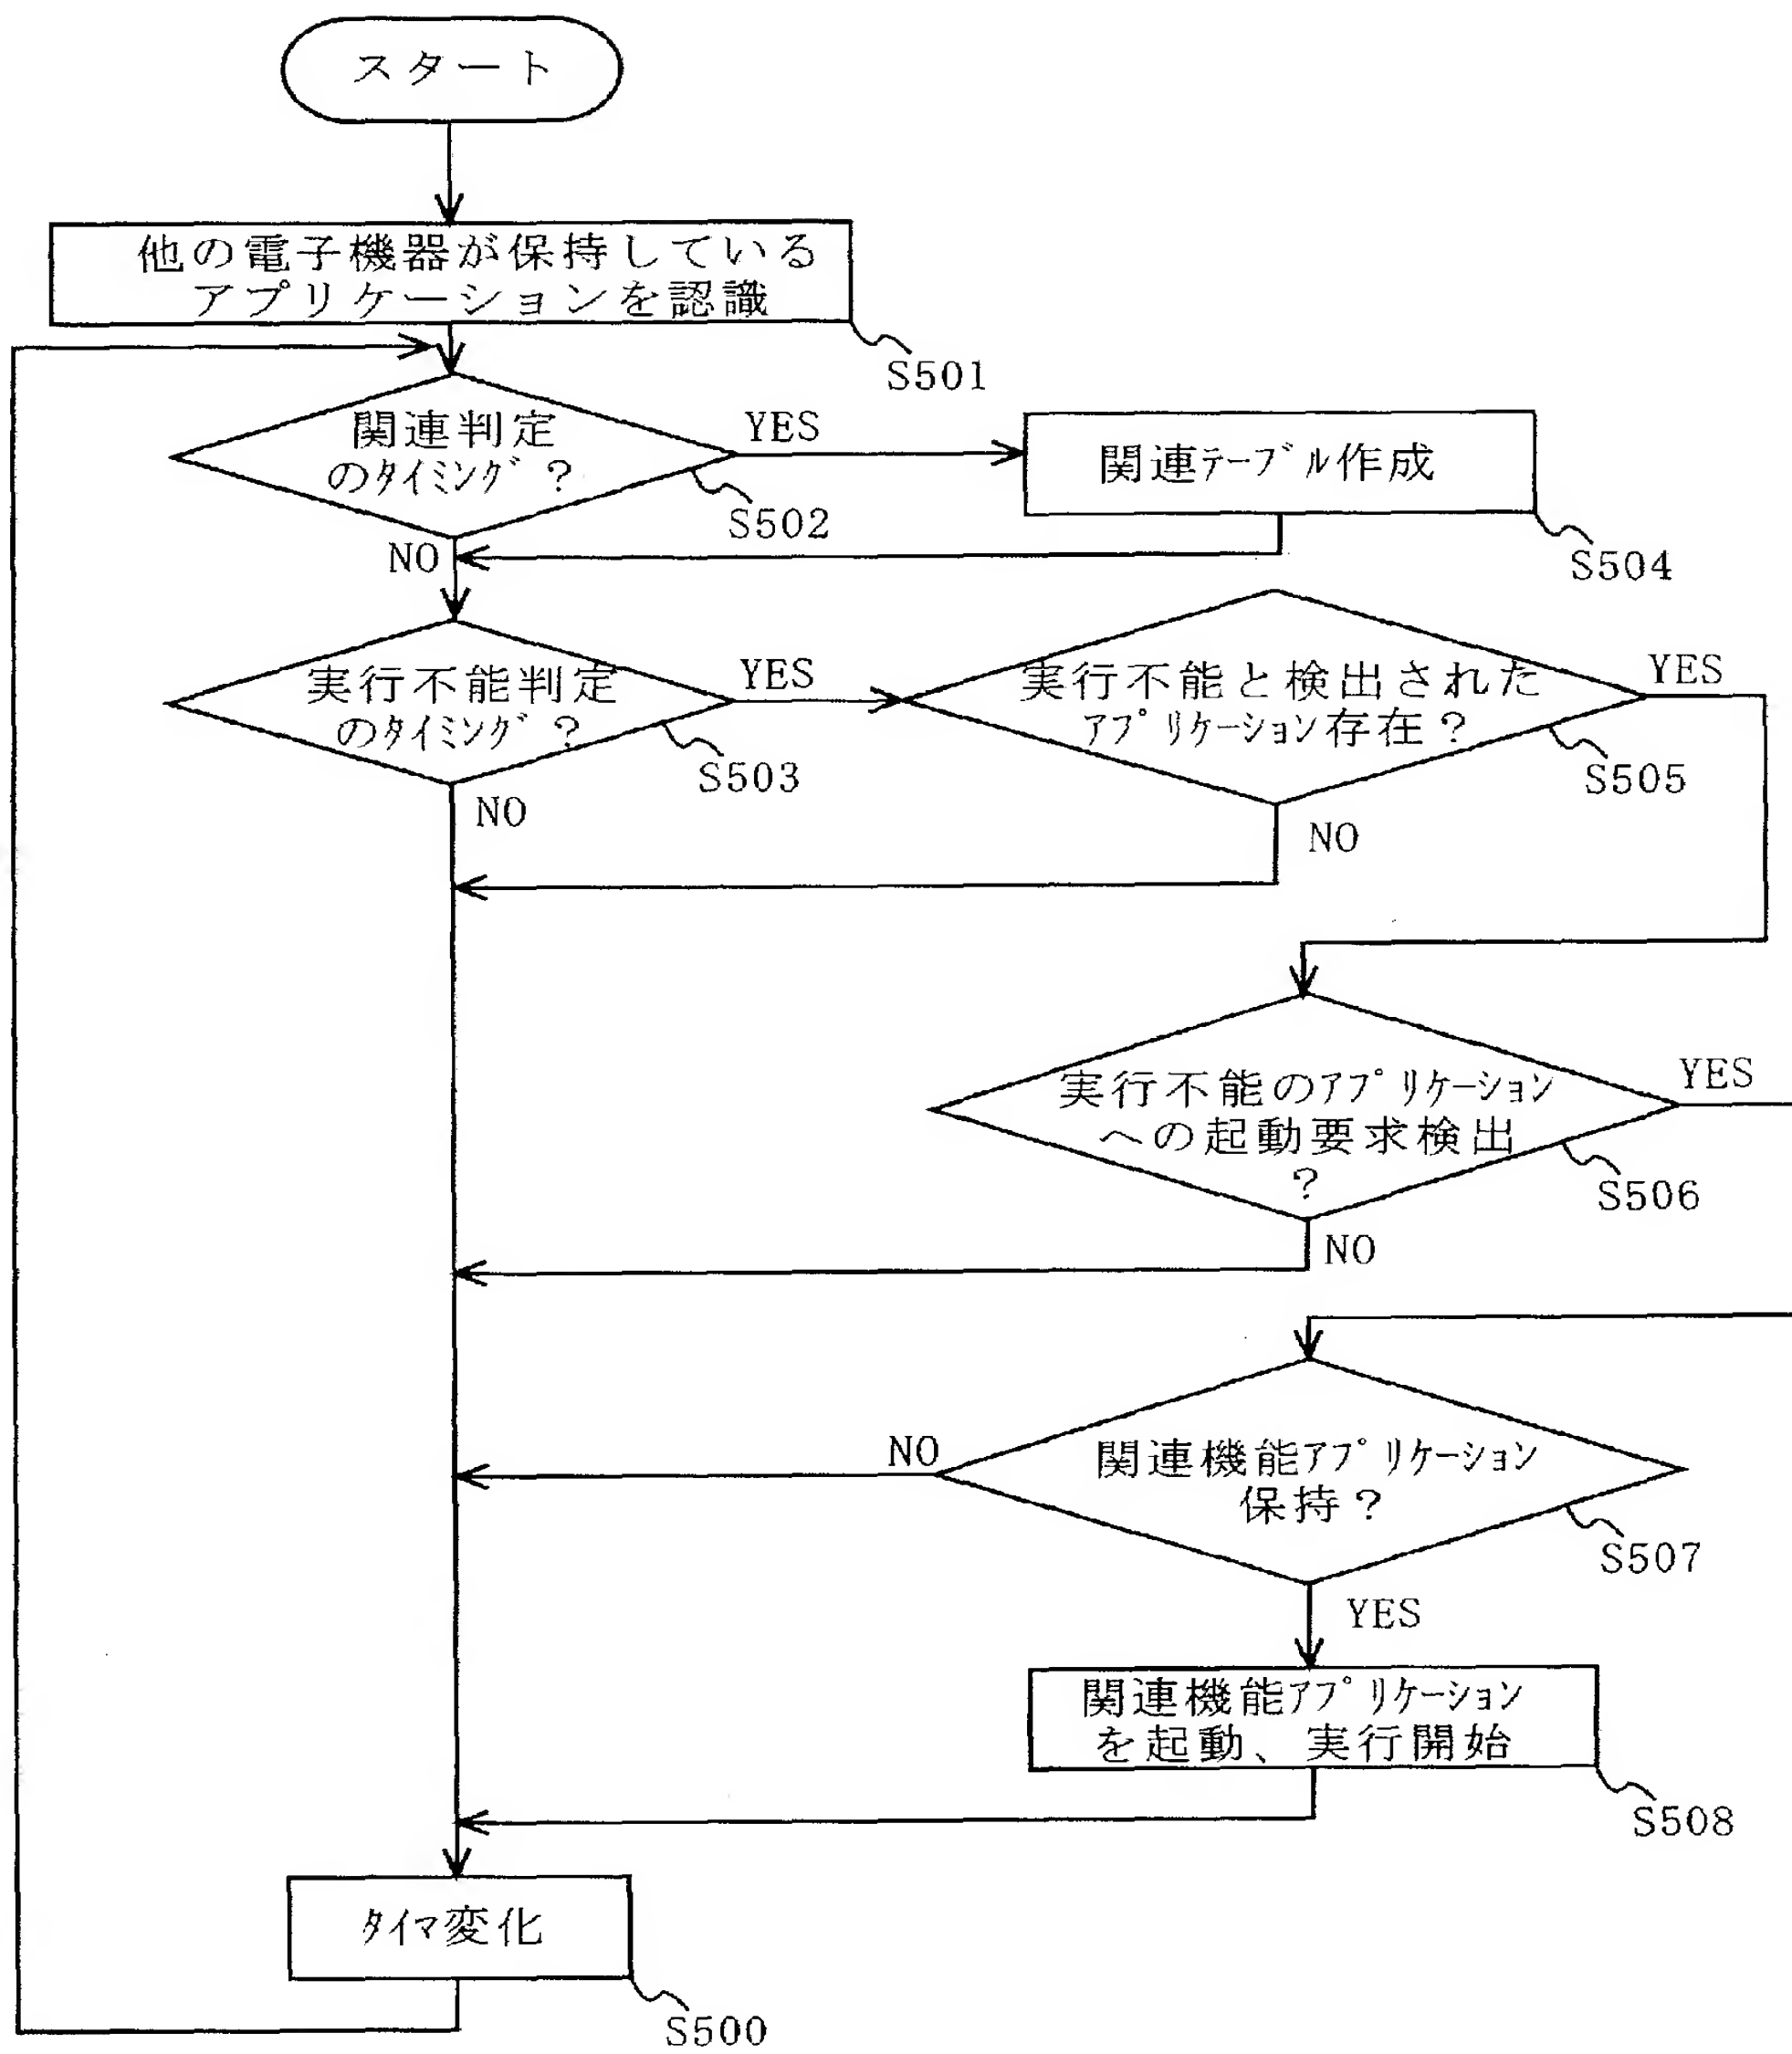 スタート
他の電子機器が保持している
アプリケーションを認識
S501
関連判定
のﾀｲﾐﾝｸﾞ？
YES
S502
NO
関連ﾃｰﾌﾞﾙ作成
S504
実行不能判定
のﾀｲﾐﾝｸﾞ？
YES
S503
NO
実行不能と検出された
ｱﾌﾟﾘｹｰｼｮﾝ存在？
YES
S505
NO
実行不能のｱﾌﾟﾘｹｰｼｮﾝ
への起動要求検出
？
YES
S506
NO
関連機能ｱﾌﾟﾘｹｰｼｮﾝ
保持？
NO
S507
YES
関連機能ｱﾌﾟﾘｹｰｼｮﾝ
を起動、実行開始
S508
ﾀｲﾏ変化
S500